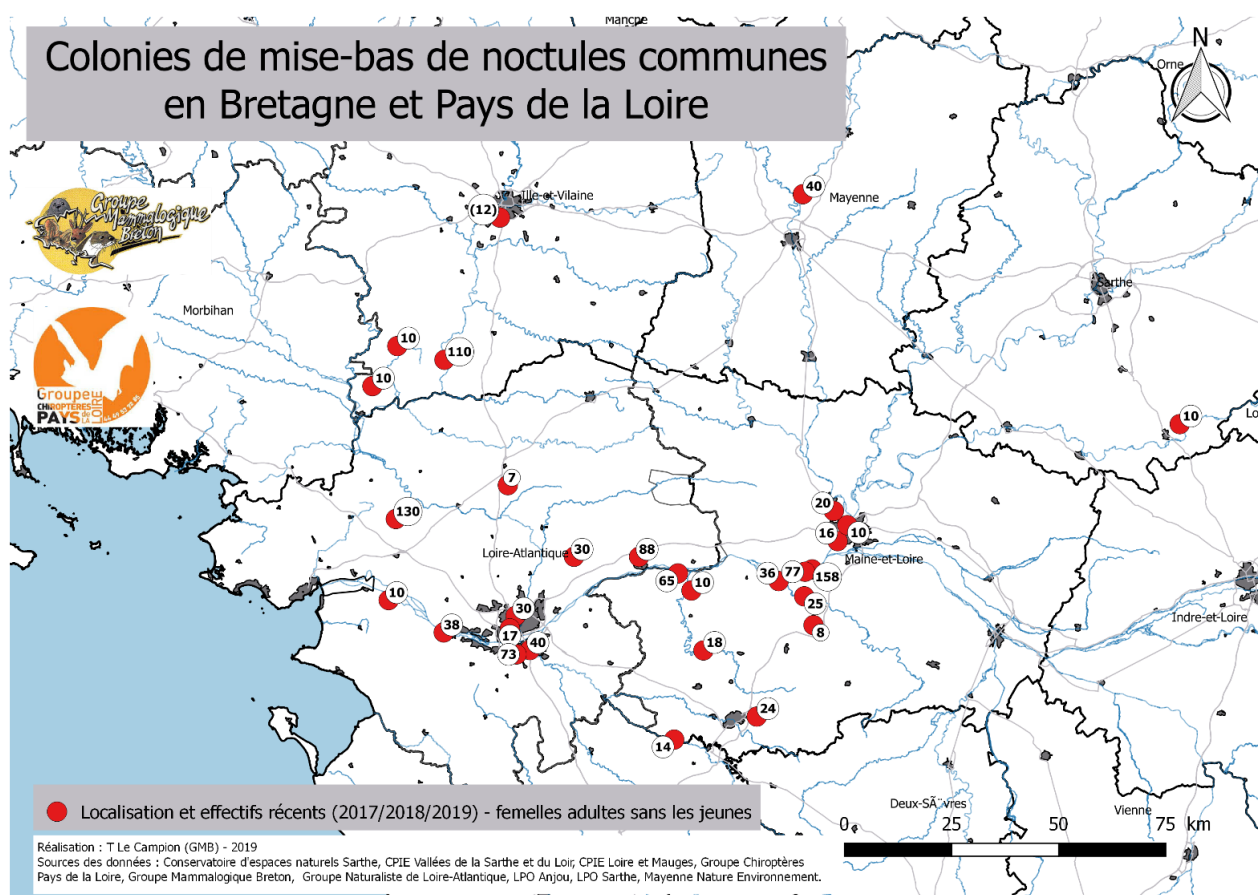 Manche
Colonies de mise-bas de noctules communes
en Bretagne et Pays de la Loire
N
Orne
Groupe
Mammalogique
Breton
(12)
Ille-et-Vilaine
40
Mayenne
Sarthe
Morbihan
10
110
10
Groupe
CHIROPTÈRES
PAYS DE LA
LOIRE
10
Lo
7
130
20
16
10
Loire-Atlantique
30
88
Maine-et-Loire
65
10
36
77
158
25
10
30
8
38
17
40
73
18
Indre-et-Loire
24
14
Localisation et effectifs récents (2017/2018/2019) - femelles adultes sans les jeunes
Deux-SÃ¨vres
Vienne
0 25 50 75 km
Réalisation : T Le Campion (GMB) - 2019
Sources des données : Conservatoire d'espaces naturels Sarthe, CPIE Vallées de la Sarthe et du Loir, CPIE Loire et Mauges, Groupe Chiroptères
Pays de la Loire, Groupe Mammalogique Breton, Groupe Naturaliste de Loire-Atlantique, LPO Anjou, LPO Sarthe, Mayenne Nature Environnement.